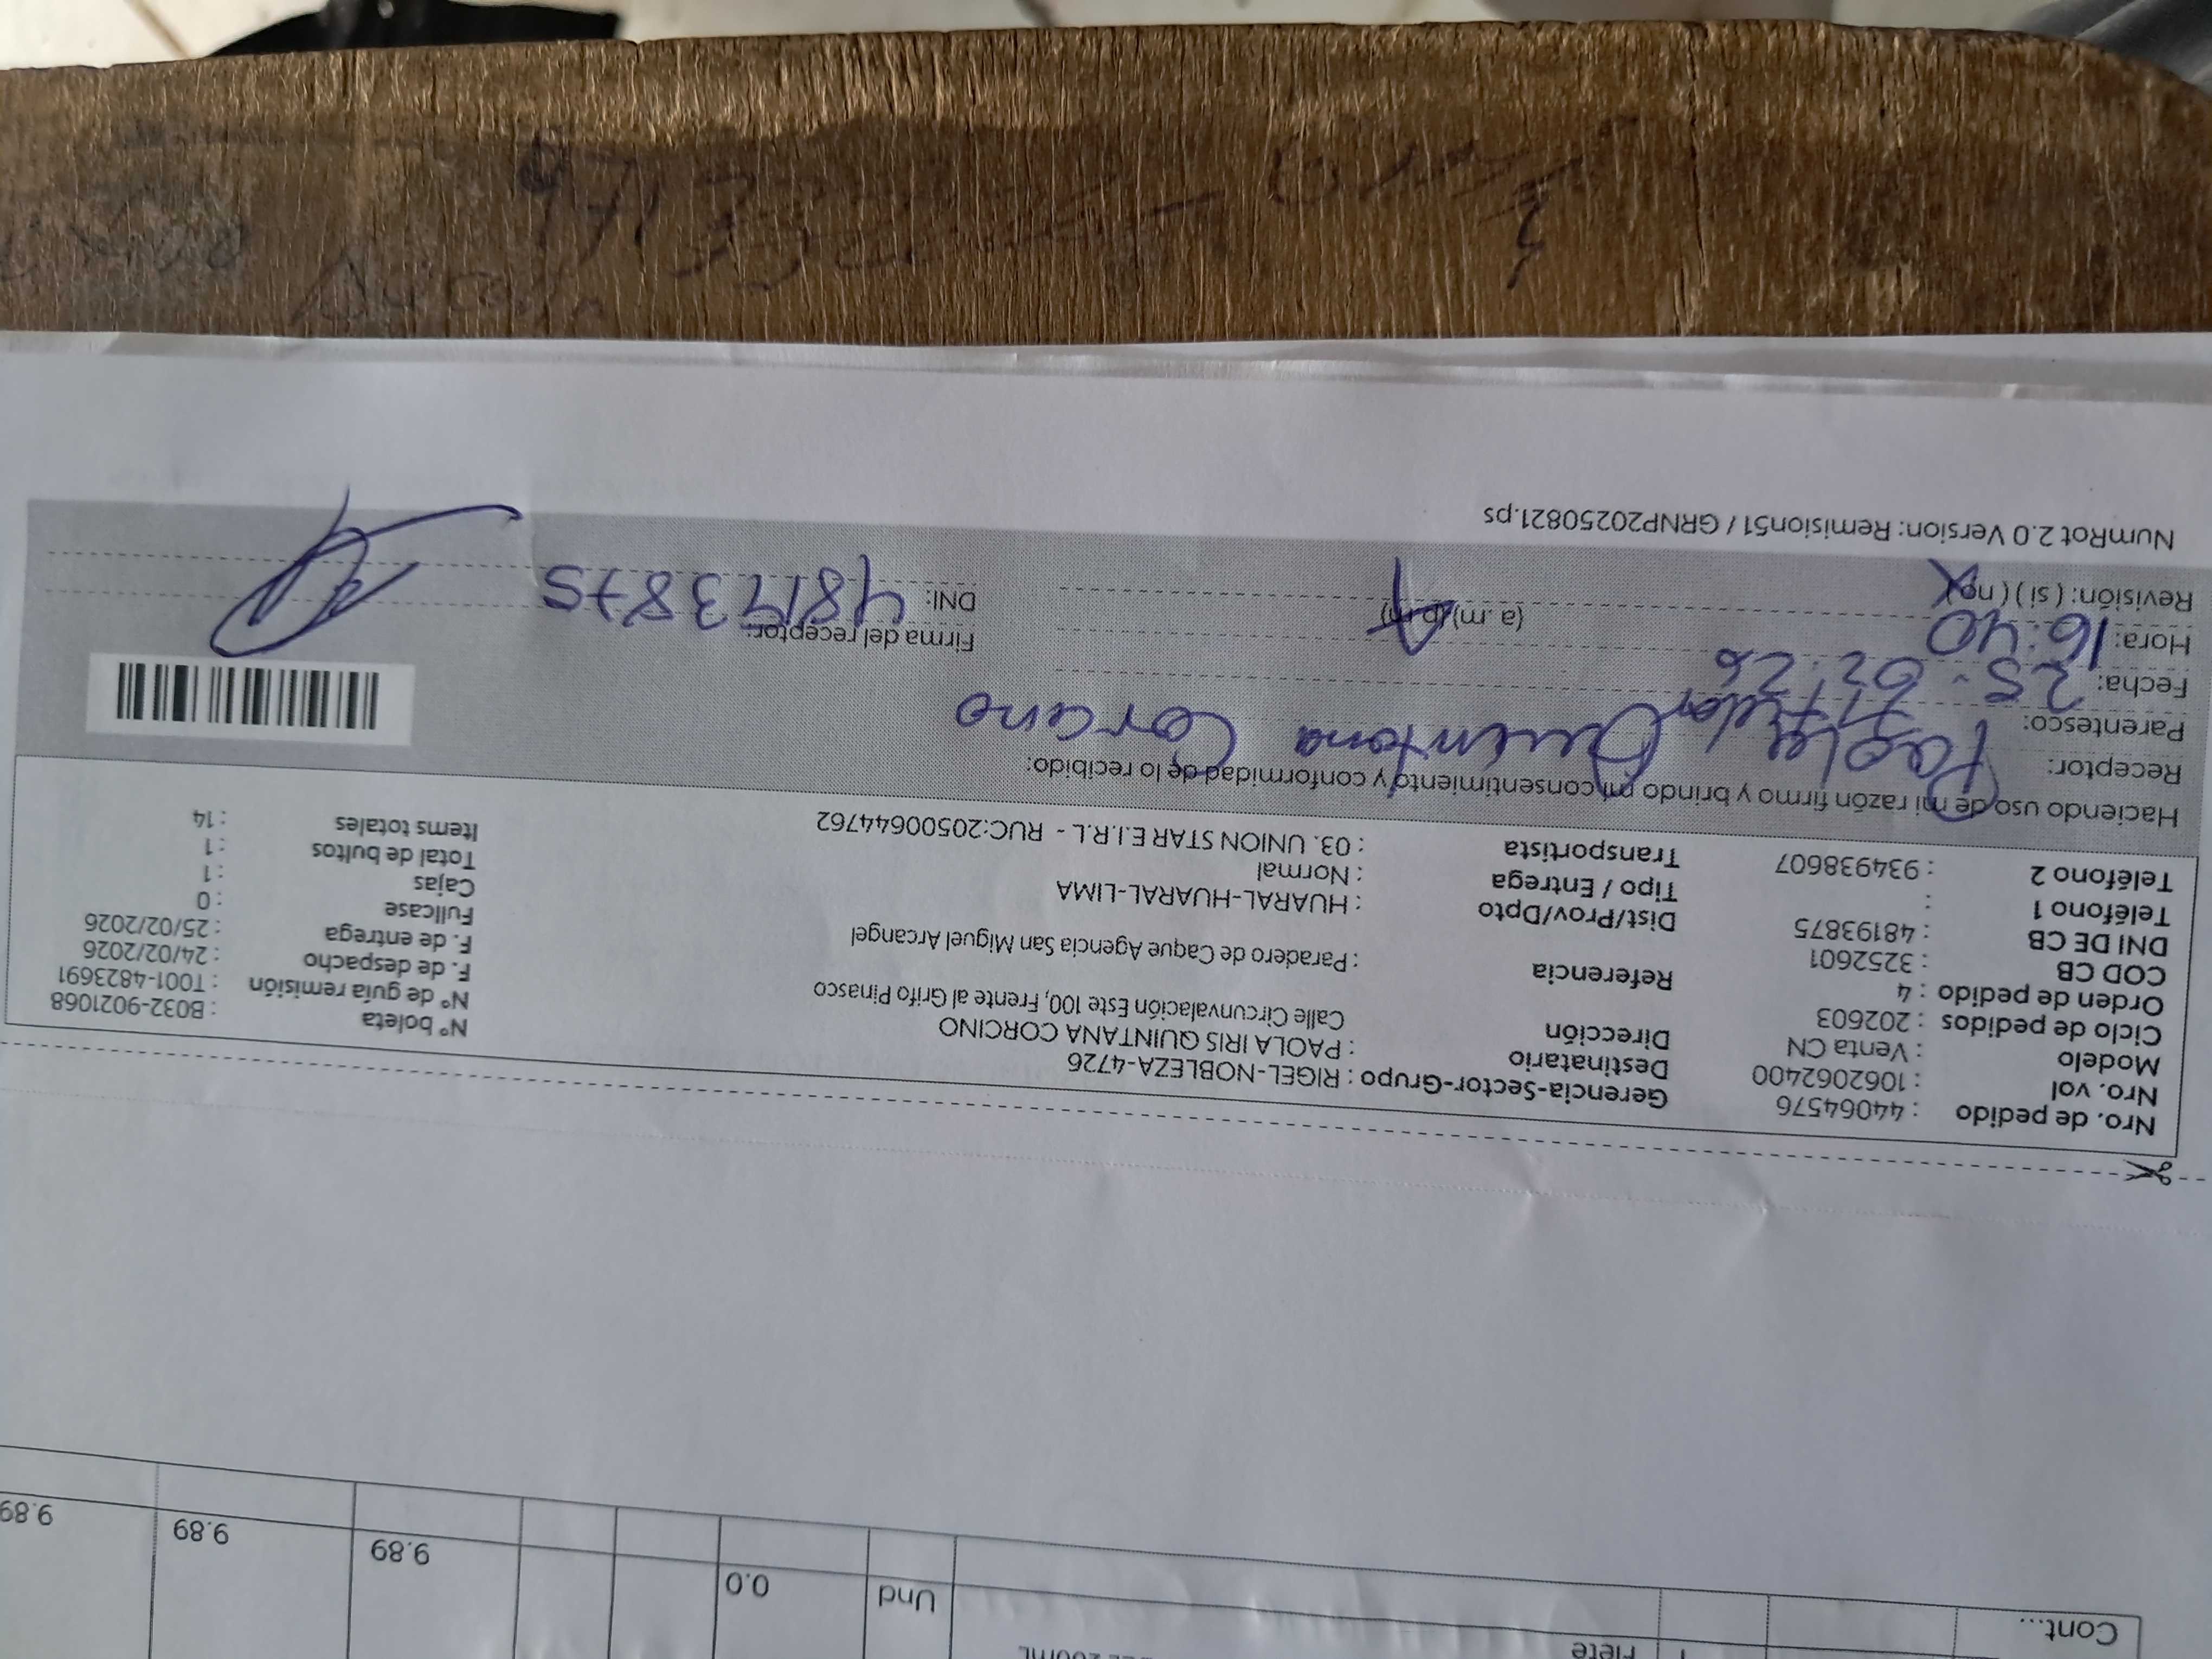 Cont...
Und 0.0 9.89 9.89 9.89
Nro. de pedido : 44064576
Nro. vol : 1062062400
Modelo : Venta CN
Ciclo de pedidos : 202603
Orden de pedido : 4
COD CB : 3252601
DNI DE CB : 48193875
Teléfono 1 :
Teléfono 2 : 934938607
Gerencia-Sector-Grupo : RIGEL-NOBLEZA-4726
Destinatario : PAOLA IRIS QUINTANA CORCINO
Dirección Calle Circunvalación Este 100, Frente al Grifo Pinasco
Referencia : Paradero de Caque Agencia San Miguel Arcangel
Dist/Prov/Dpto : HUARAL-HUARAL-LIMA
Tipo / Entrega : Normal
Transportista : 03. UNION STAR E.I.R.L - RUC:20500644762
N° boleta : B032-9021068
N° de guía remisión : T001-4823691
F. de despacho : 24/02/2026
F. de entrega : 25/02/2026
Fullcase : 0
Cajas : 1
Total de bultos : 1
Items totales : 14
Haciendo uso de mi razón firmo y brindo mi consentimiento y conformidad de lo recibido:
Receptor: Paola Quintana Corcino
Parentesco: Titular
Fecha: 25-02-26
Hora: 16:40 (a.m)(p.m)
Revisión: (si) (no)
Firma del receptor:
DNI: 48193875
NumRot 2.0 Version: Remision51 / GRNP20250821.ps